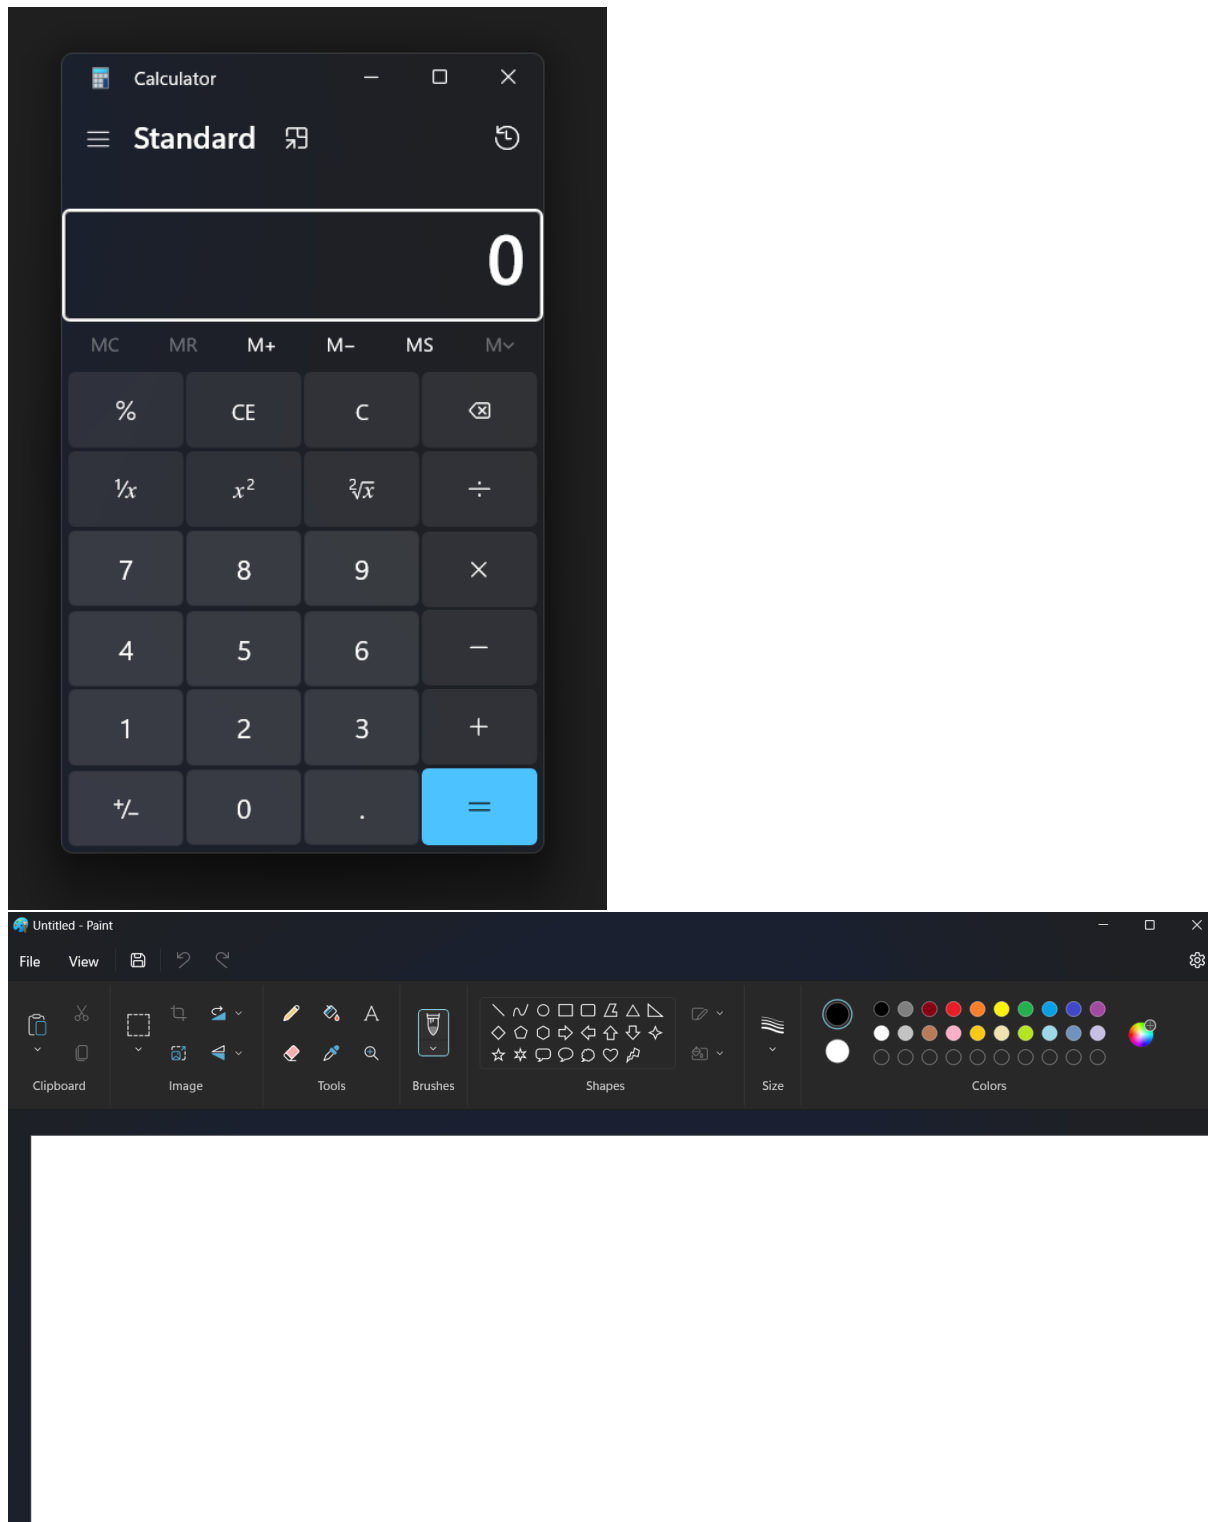 Calculator
Standard
0
MC MR M+ M− MS M
% CE C
¹⁄x x² ²√x ÷
7 8 9 ×
4 5 6 −
1 2 3 +
+/− 0 . =
Untitled - Paint
File View
A
Clipboard Image Tools Brushes Shapes Size Colors